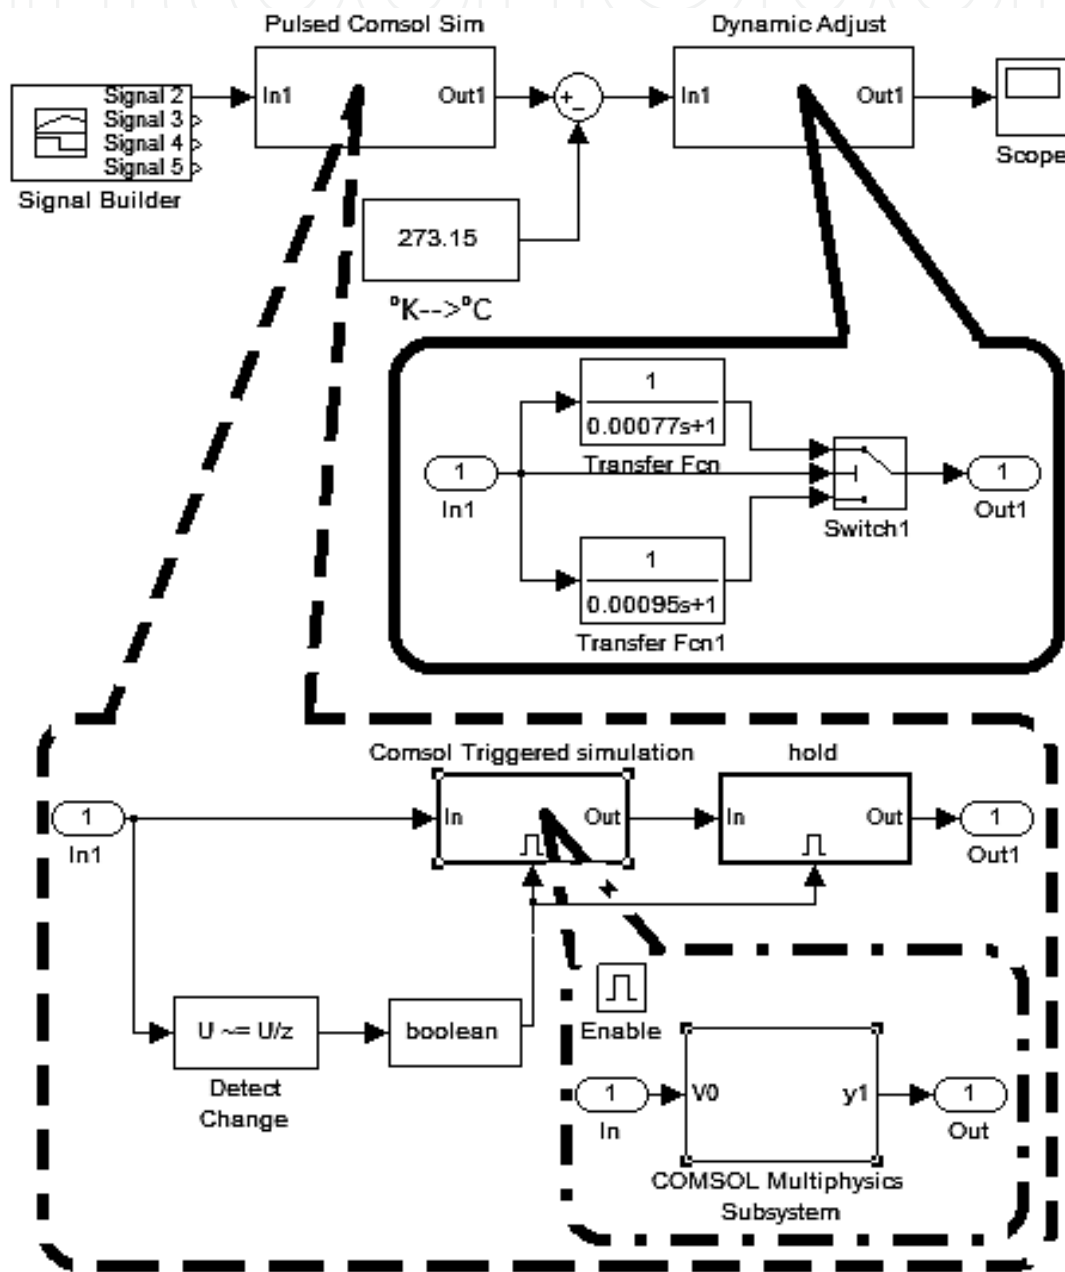 Pulsed Comsol Sim
Dynamic Adjust
Signal 2
Signal 3
Signal 4
Signal 5
Signal Builder
In1
Out1
+
−
In1
Out1
Scope
273.15
°K-->°C
1
0.00077s+1
Transfer Fcn
1
In1
Switch1
1
Out1
1
0.00095s+1
Transfer Fcn1
Comsol Triggered simulation
hold
1
In1
In
Out
In
Out
1
Out1
U ~= U/z
Detect
Change
boolean
Enable
1
In
V0
y1
1
Out
COMSOL Multiphysics
Subsystem